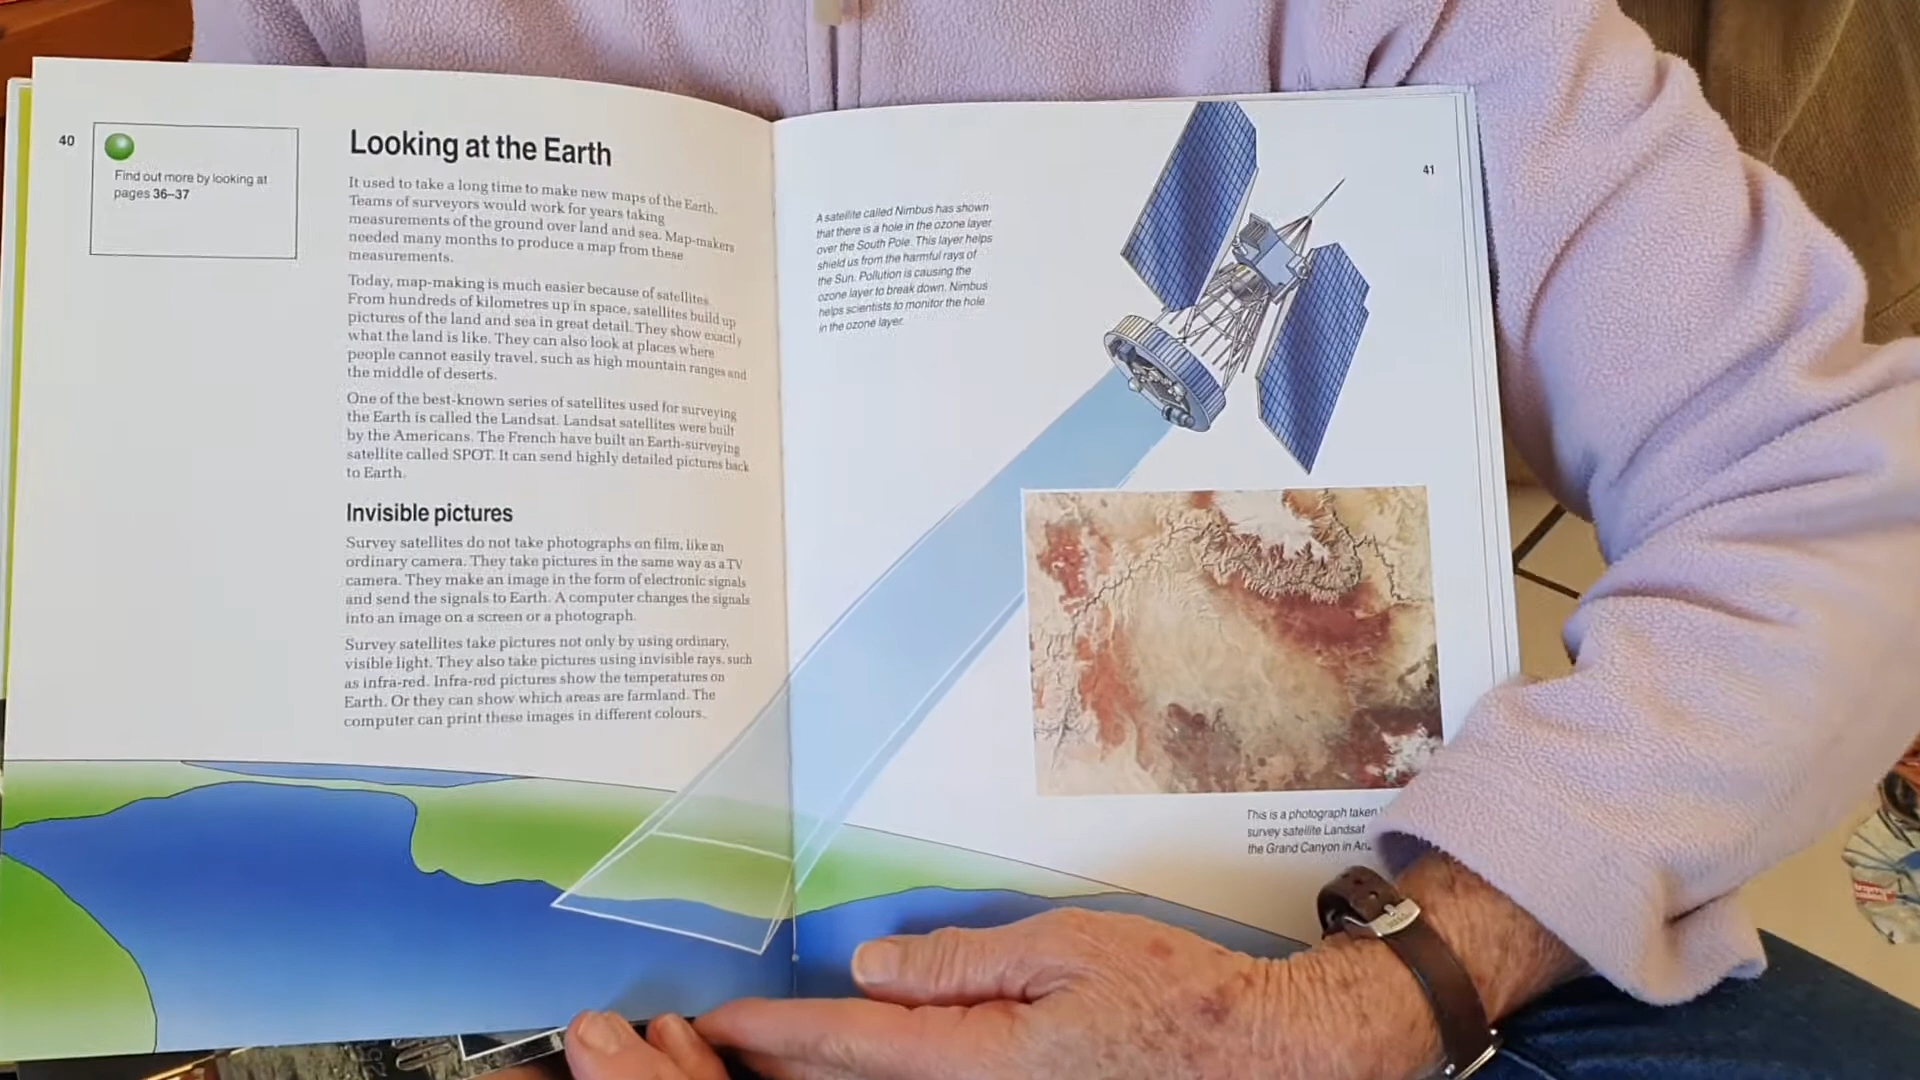 40
Find out more by looking at
pages 36–37
Looking at the Earth
It used to take a long time to make new maps of the Earth.
Teams of surveyors would work for years taking
measurements of the ground over land and sea. Map-makers
needed many months to produce a map from these
measurements.
Today, map-making is much easier because of satellites.
From hundreds of kilometres up in space, satellites build up
pictures of the land and sea in great detail. They show exactly
what the land is like. They can also look at places where
people cannot easily travel, such as high mountain ranges and
the middle of deserts.
One of the best-known series of satellites used for surveying
the Earth is called the Landsat. Landsat satellites were built
by the Americans. The French have built an Earth-surveying
satellite called SPOT. It can send highly detailed pictures back
to Earth.
Invisible pictures
Survey satellites do not take photographs on film, like an
ordinary camera. They take pictures in the same way as a TV
camera. They make an image in the form of electronic signals
and send the signals to Earth. A computer changes the signals
into an image on a screen or a photograph.
Survey satellites take pictures not only by using ordinary,
visible light. They also take pictures using invisible rays, such
as infra-red. Infra-red pictures show the temperatures on
Earth. Or they can show which areas are farmland. The
computer can print these images in different colours.
41
A satellite called Nimbus has shown
that there is a hole in the ozone layer
over the South Pole. This layer helps
shield us from the harmful rays of
the Sun. Pollution is causing the
ozone layer to break down. Nimbus
helps scientists to monitor the hole
in the ozone layer.
This is a photograph taken
survey satellite Landsat
the Grand Canyon in